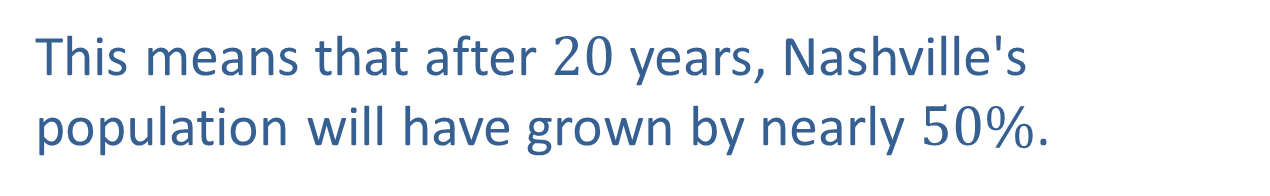 This means that after 20 years, Nashville's
population will have grown by nearly 50%.